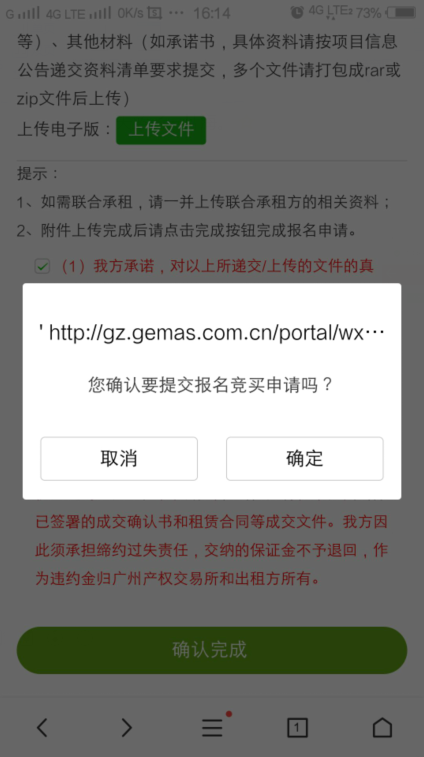 G 4G LTE 0K/s ··· 16:14 4G LTE2 73%
等）、其他材料（如承诺书，具体资料请按项目信息
公告递交资料清单要求提交，多个文件请打包成rar或
zip文件后上传）
上传电子版： 上传文件
提示：
1、如需联合承租，请一并上传联合承租方的相关资料；
2、附件上传完成后请点击完成按钮完成报名申请。
（1）我方承诺，对以上所递交/上传的文件的真
' http://gz.gemas.com.cn/portal/wx···
您确认要提交报名竞买申请吗？
取消 确定
已签署的成交确认书和租赁合同等成交文件。我方因
此须承担缔约过失责任，交纳的保证金不予退回，作
为违约金归广州产权交易所和出租方所有。
确认完成
1